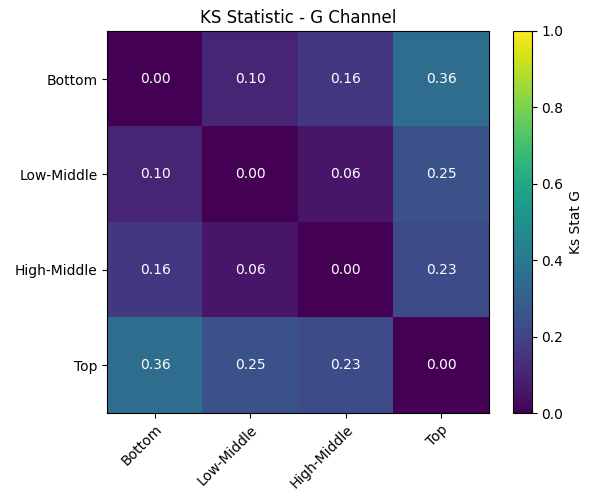 KS Statistic - G Channel
Bottom 0.00 0.10 0.16 0.36
Low-Middle 0.10 0.00 0.06 0.25
High-Middle 0.16 0.06 0.00 0.23
Top 0.36 0.25 0.23 0.00
Bottom Low-Middle High-Middle Top
1.0
0.8
0.6
0.4
0.2
0.0
Ks Stat G